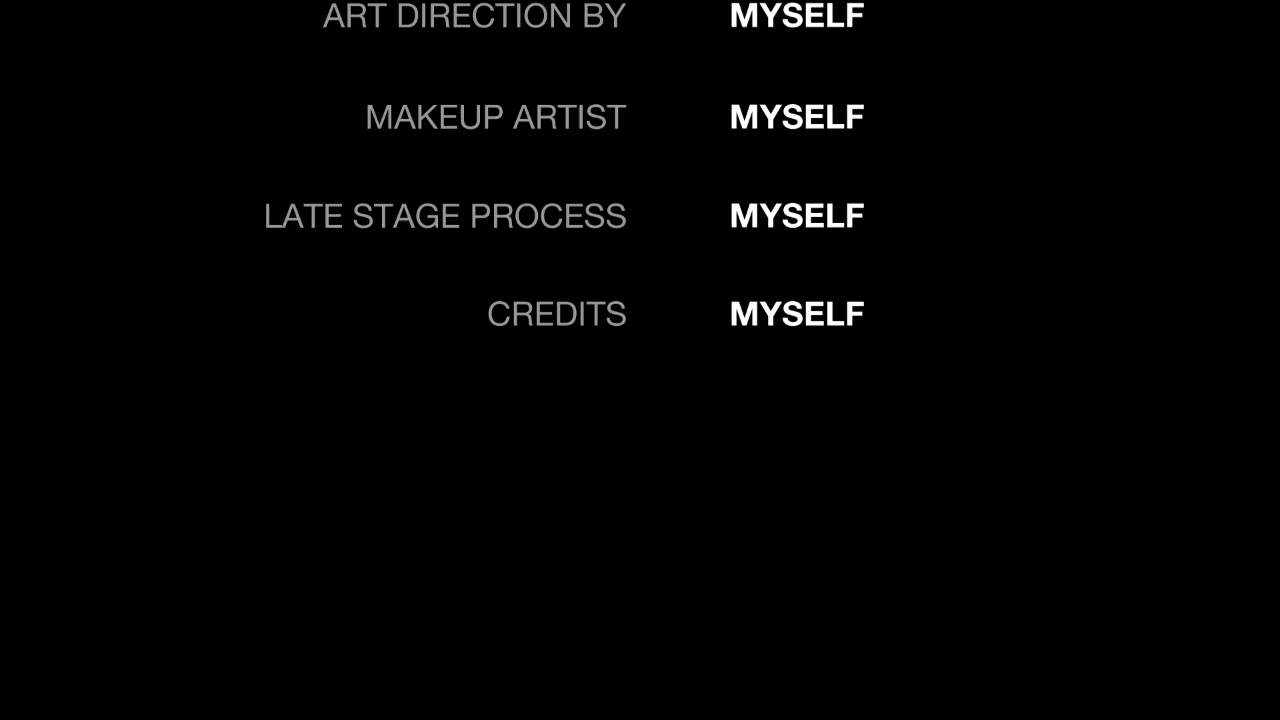 ART DIRECTION BY MYSELF
MAKEUP ARTIST MYSELF
LATE STAGE PROCESS MYSELF
CREDITS MYSELF